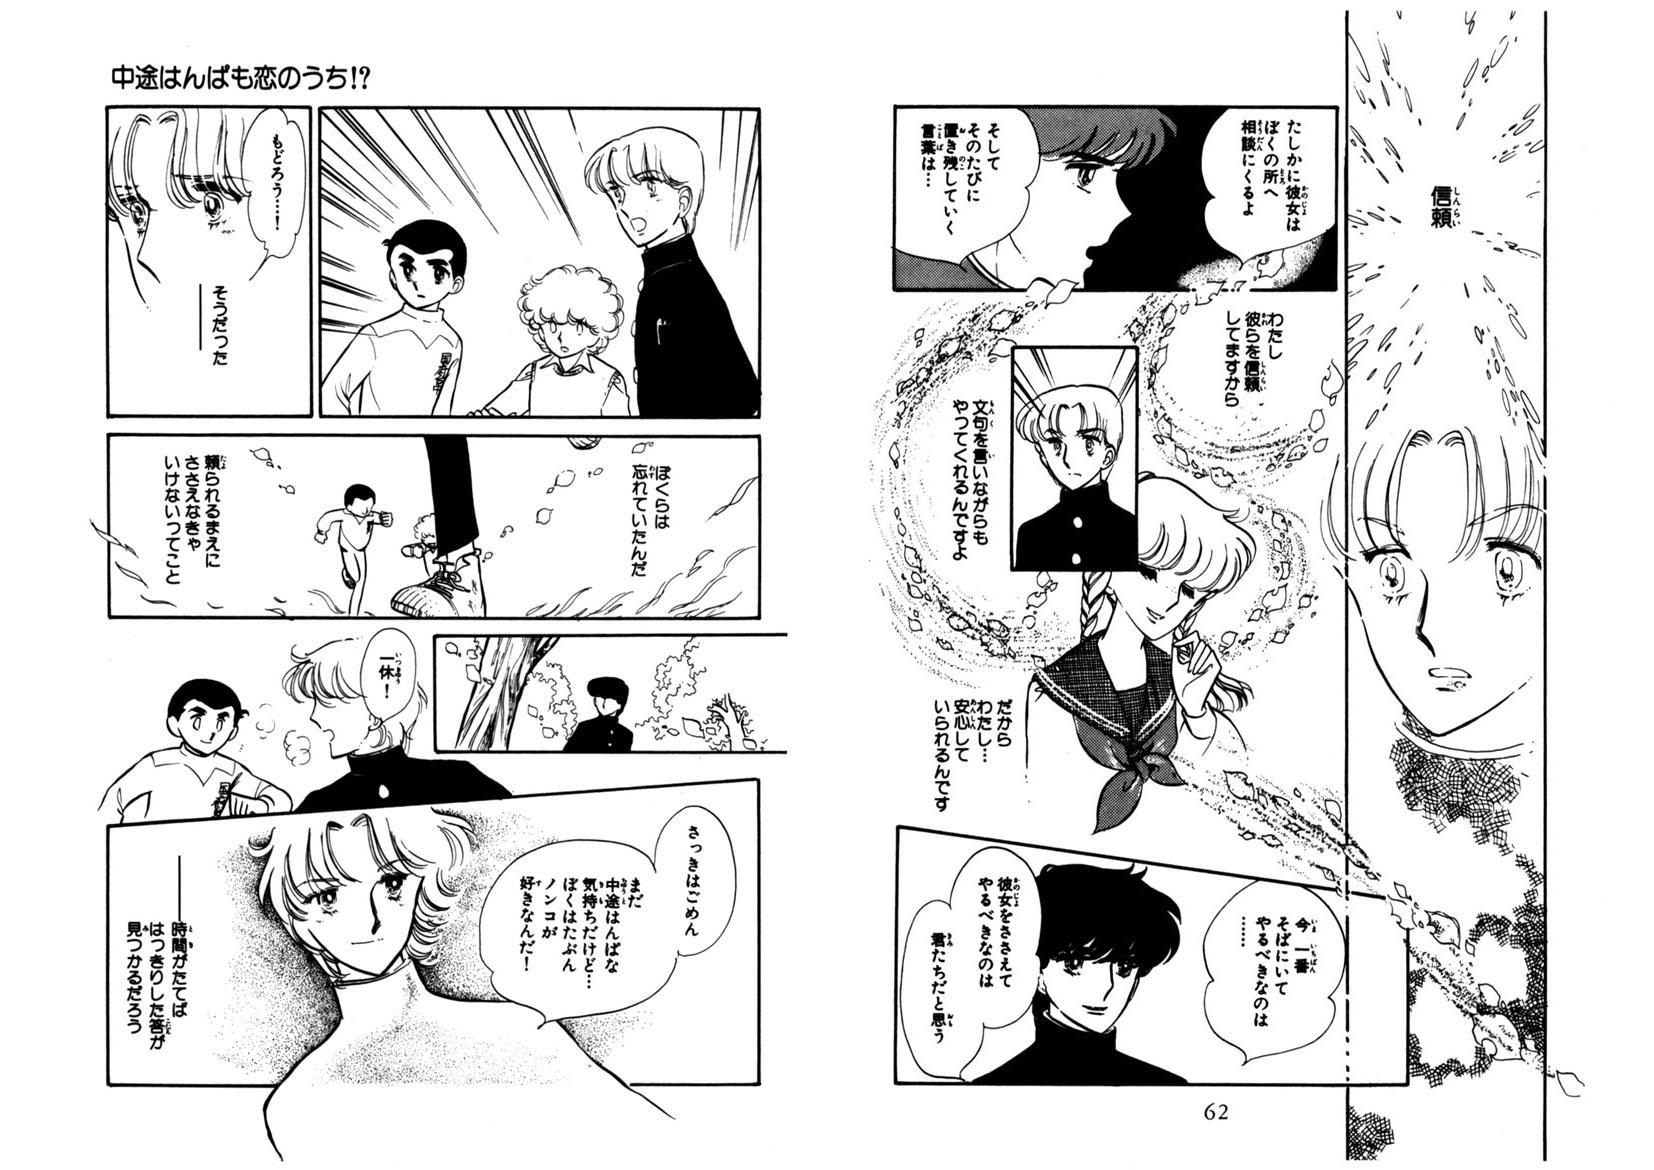 信頼
たしかに彼女は
ぼくの所へ
相談にくるよ
そして
そのたびに
置き残していく
言葉は…
わたし
彼らを信頼
してますから
文句を言いながらも
やってくれるんですよ
だから
わたし…
安心して
いられるんです
今 一番
そばにいて
やるべきなのは
……
彼女をささえて
やるべきなのは
君たちだと思う
62
中途はんぱも恋のうち!?
もどろう…!
──そうだった──
ぼくらは
忘れていたんだ
頼られるまえに
ささえなきゃ
いけないってこと
一休!
さっきはごめん
まだ
中途はんぱな
気持ちだけど…
ぼくはたぶん
ノンコが
好きなんだ!
──時間がたてば
はっきりした答が
見つかるだろう